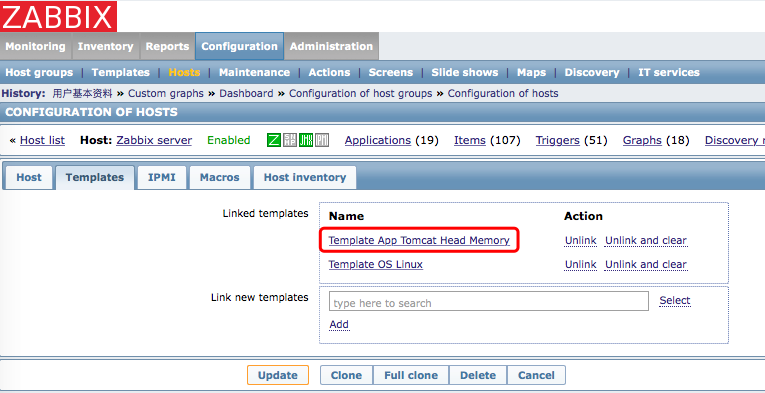 ZABBIX
Monitoring Inventory Reports Configuration Administration
Host groups | Templates | Hosts | Maintenance | Actions | Screens | Slide shows | Maps | Discovery | IT services
History: 用户基本资料 » Custom graphs » Dashboard » Configuration of host groups » Configuration of hosts
CONFIGURATION OF HOSTS
« Host list Host: Zabbix server Enabled Z JMX IPMI Applications (19) Items (107) Triggers (51) Graphs (18) Discovery
Host Templates IPMI Macros Host inventory
Linked templates Name Action
Template App Tomcat Head Memory Unlink Unlink and clear
Template OS Linux Unlink Unlink and clear
Link new templates type here to search Select
Add
Update Clone Full clone Delete Cancel